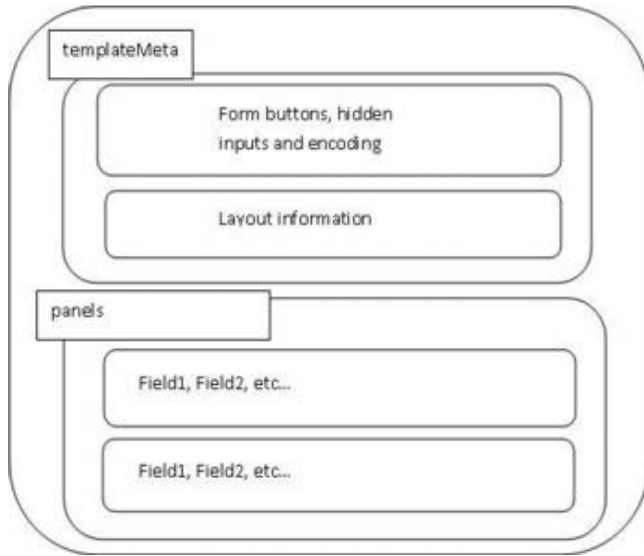 templateMeta
Form buttons, hidden
inputs and encoding
Layout information
panels
Field1, Field2, etc...
Field1, Field2, etc...